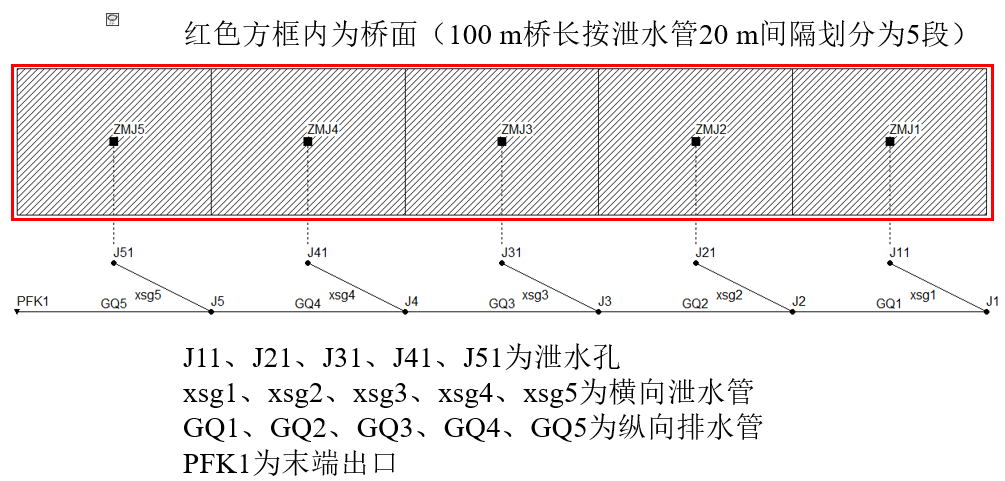 红色方框内为桥面（100 m桥长按泄水管20 m间隔划分为5段）
ZMJ5 ZMJ4 ZMJ3 ZMJ2 ZMJ1
J51 J41 J31 J21 J11
PFK1 GQ5 xsg5 J5 GQ4 xsg4 J4 GQ3 xsg3 J3 GQ2 xsg2 J2 GQ1 xsg1 J1
J11、J21、J31、J41、J51为泄水孔
xsg1、xsg2、xsg3、xsg4、xsg5为横向泄水管
GQ1、GQ2、GQ3、GQ4、GQ5为纵向排水管
PFK1为末端出口